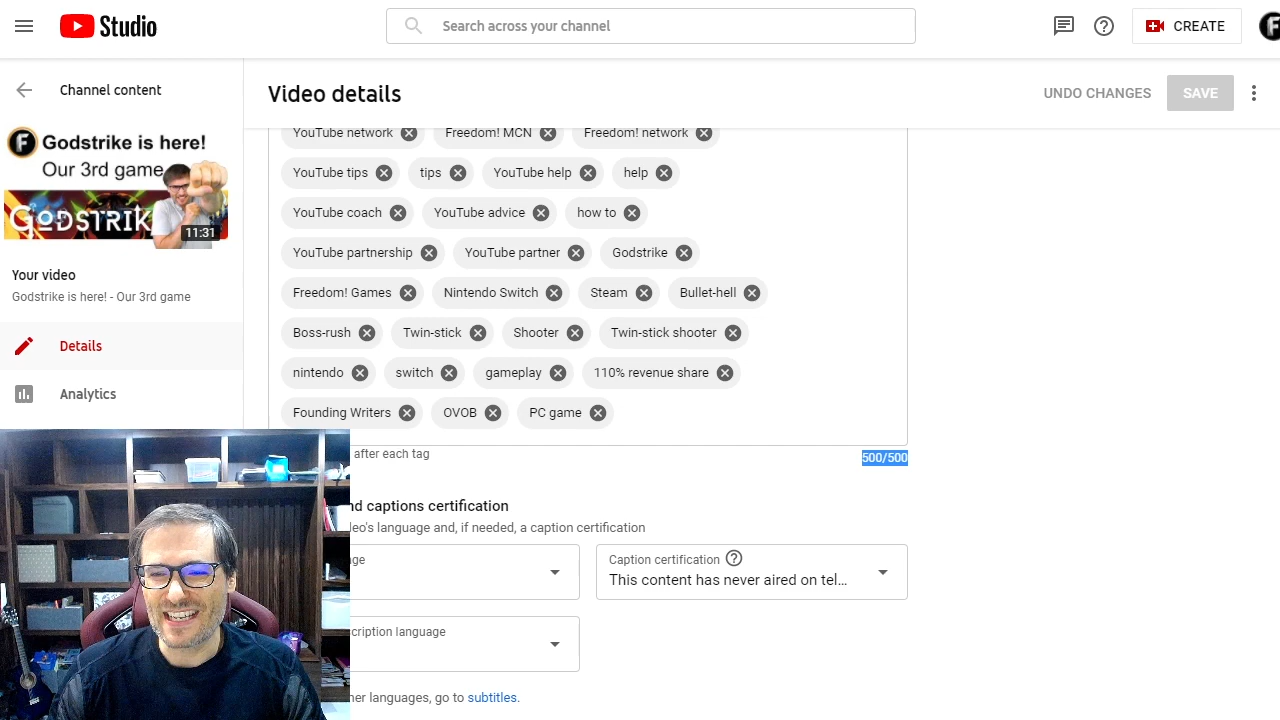 Studio
Search across your channel
CREATE
F
Channel content
Video details
UNDO CHANGES
SAVE
F
Godstrike is here!
Our 3rd game
GODSTRIK
11:31
Your video
Godstrike is here! - Our 3rd game
Details
Analytics
YouTube network
Freedom! MCN
Freedom! network
YouTube tips
tips
YouTube help
help
YouTube coach
YouTube advice
how to
YouTube partnership
YouTube partner
Godstrike
Freedom! Games
Nintendo Switch
Steam
Bullet-hell
Boss-rush
Twin-stick
Shooter
Twin-stick shooter
nintendo
switch
gameplay
110% revenue share
Founding Writers
OVOB
PC game
after each tag
500/500
nd captions certification
leo's language and, if needed, a caption certification
ge
Caption certification
This content has never aired on tel...
cription language
her languages, go to subtitles.